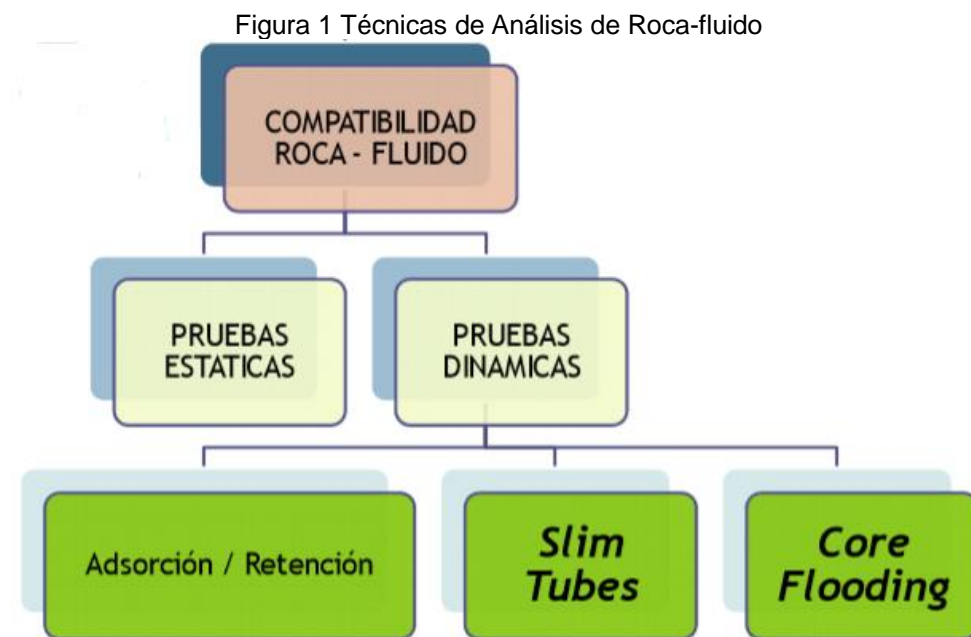 Figura 1 Técnicas de Análisis de Roca-fluido
COMPATIBILIDAD
ROCA - FLUIDO
PRUEBAS
ESTATICAS
PRUEBAS
DINAMICAS
Adsorción / Retención
Slim
Tubes
Core
Flooding